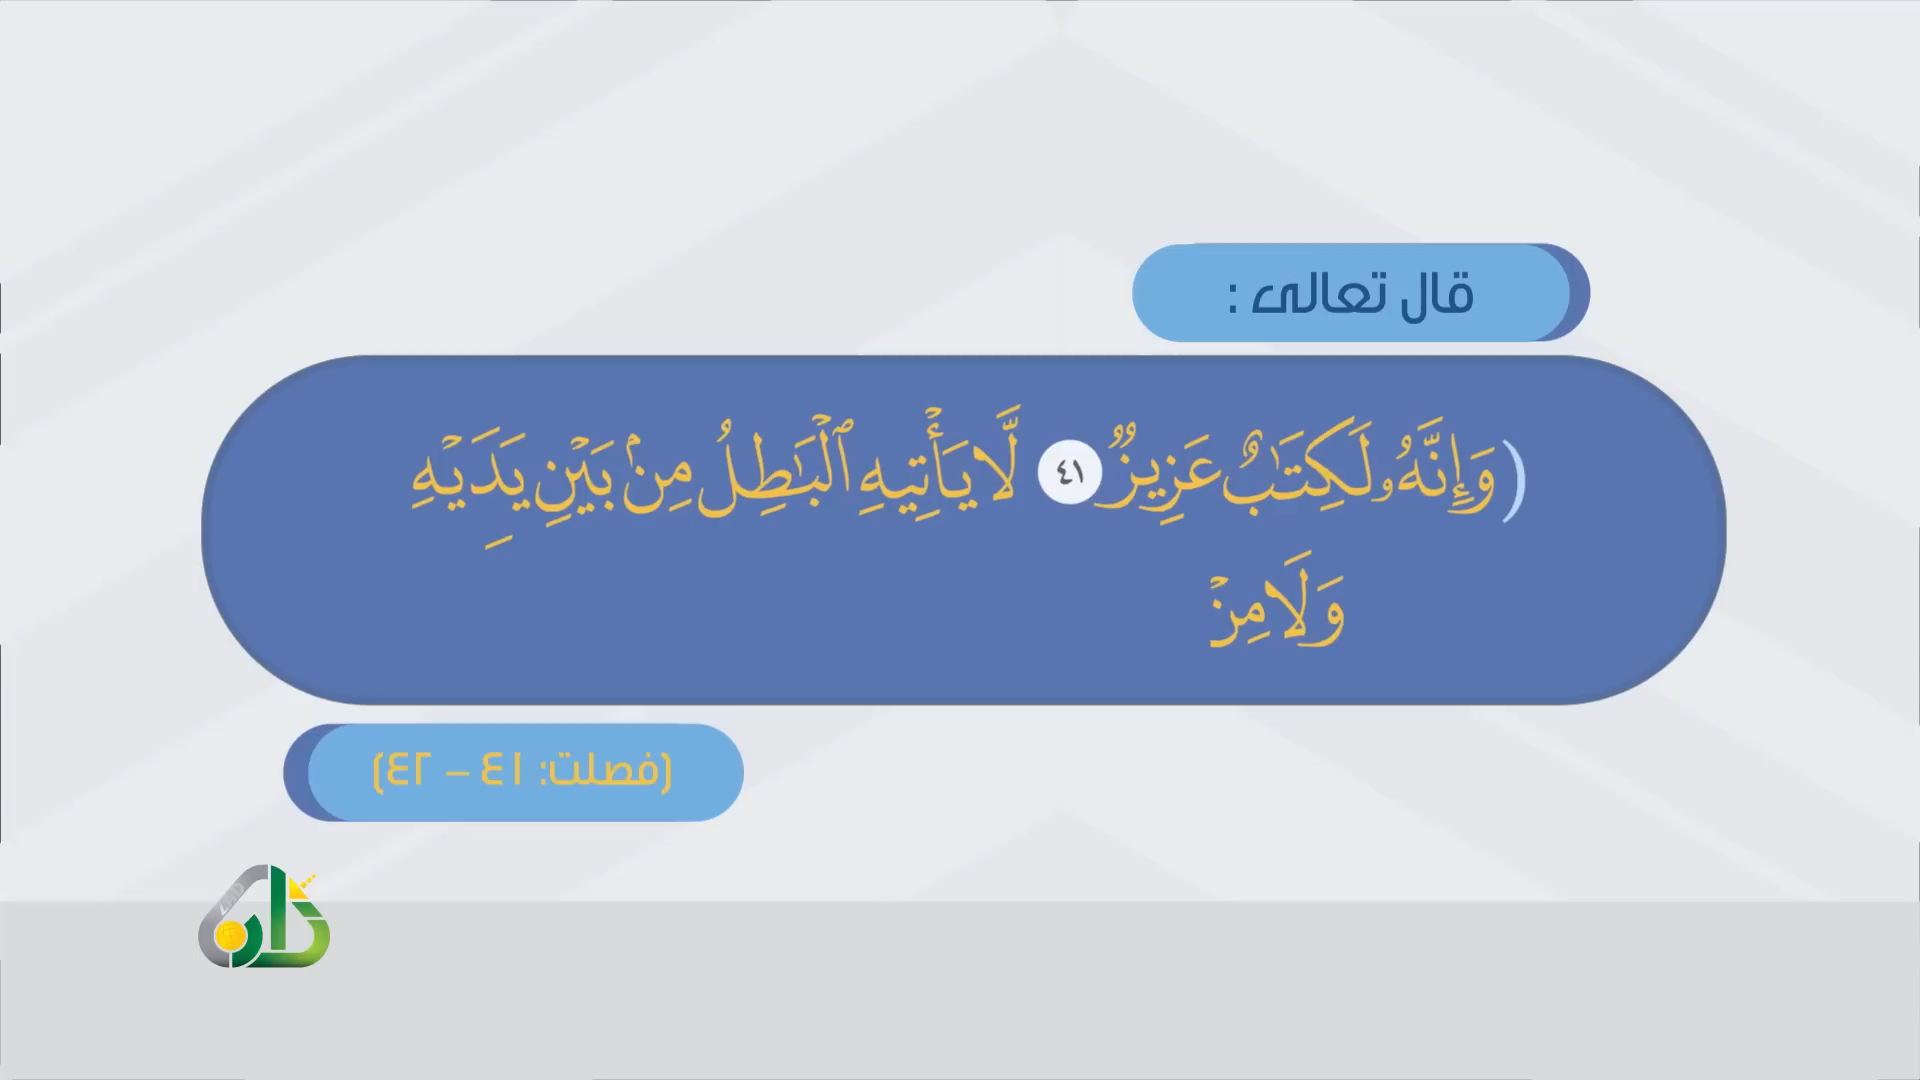 قال تعالى :
(وَإِنَّهُۥ لَكِتَٰبٌ عَزِيزٞ ٤١ لَّا يَأۡتِيهِ ٱلۡبَٰطِلُ مِنۢ بَيۡنِ يَدَيۡهِ
وَلَا مِنۡ
(فصلت: ٤١ – ٤٢)